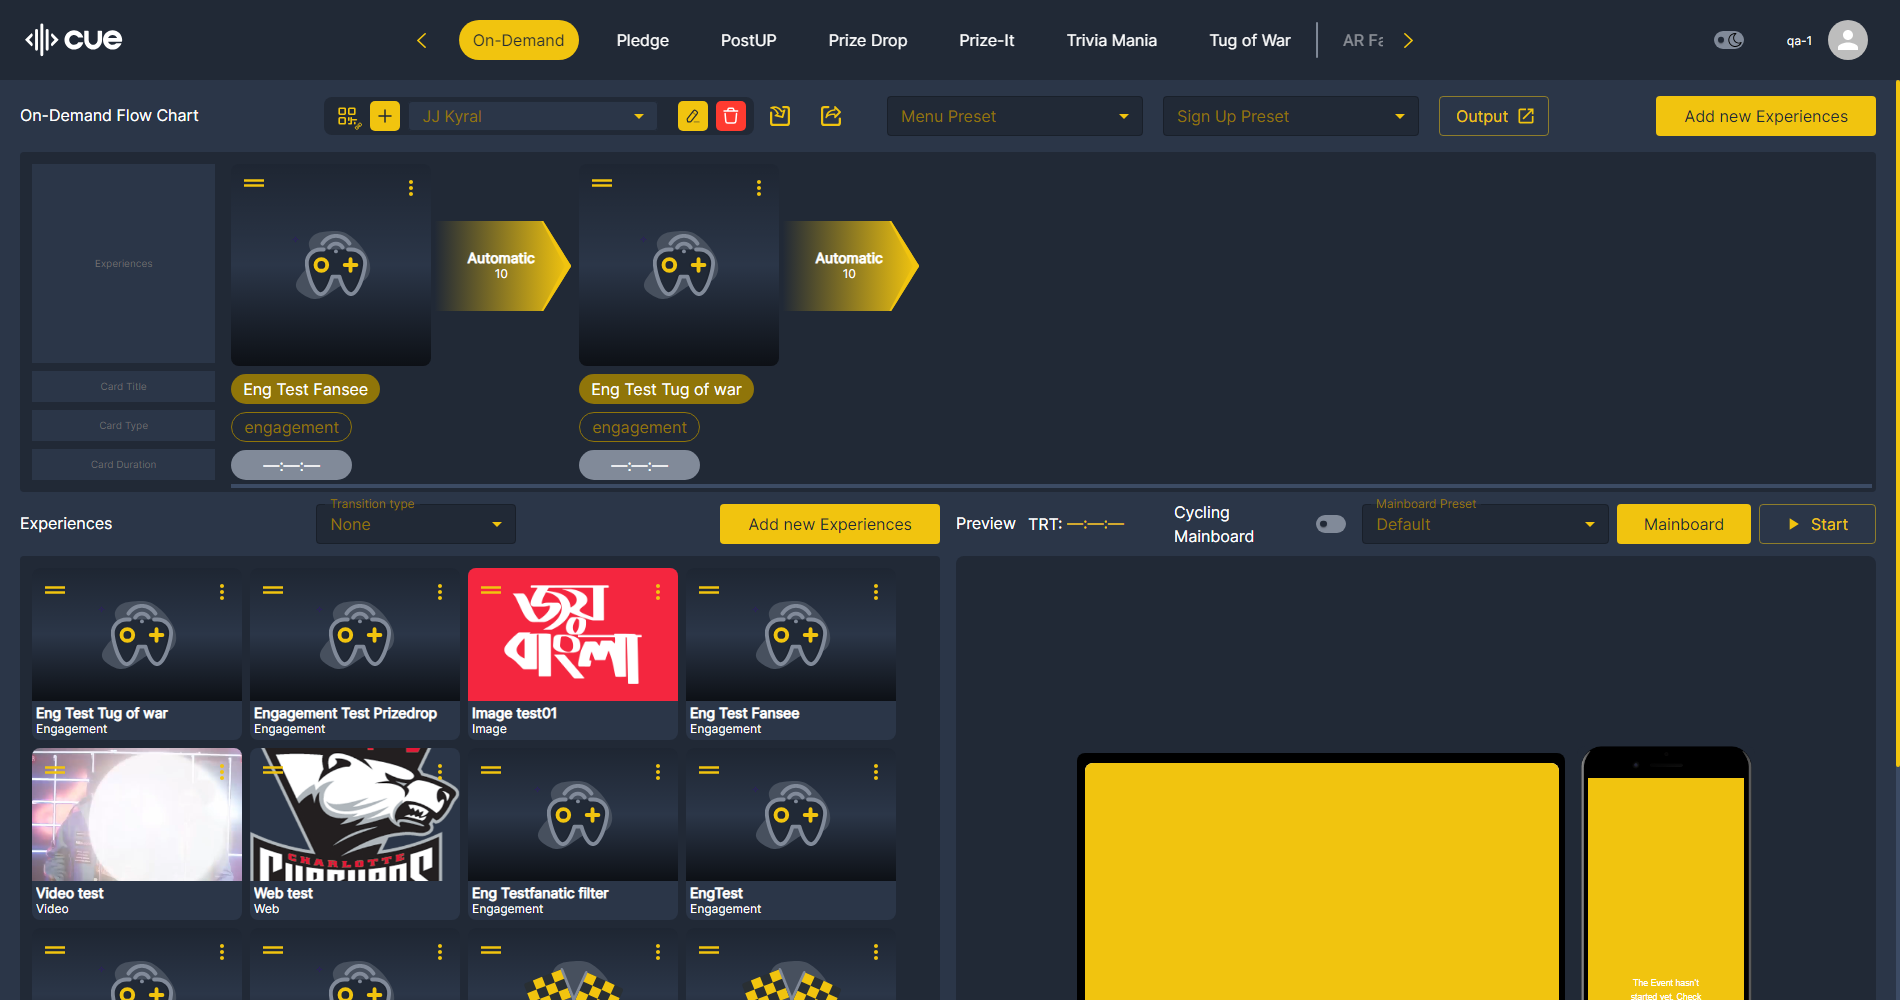 cue
On-Demand
Pledge
PostUP
Prize Drop
Prize-It
Trivia Mania
Tug of War
AR Fa
qa-1
On-Demand Flow Chart
JJ Kyral
Menu Preset
Sign Up Preset
Output
Add new Experiences
Experiences
Automatic
10
Automatic
10
Card Title
Eng Test Fansee
Eng Test Tug of war
Card Type
engagement
engagement
Card Duration
—:—:—
—:—:—
Experiences
Transition type
None
Add new Experiences
Preview
TRT: —:—:—
Cycling
Mainboard
Mainboard Preset
Default
Mainboard
Start
জয়
বাংলা
Eng Test Tug of war
Engagement
Engagement Test Prizedrop
Engagement
Image test01
Image
Eng Test Fansee
Engagement
CHARLOTTE
Video test
Video
Web test
Web
Eng Testfanatic filter
Engagement
EngTest
Engagement
The Event hasn't
started yet. Check